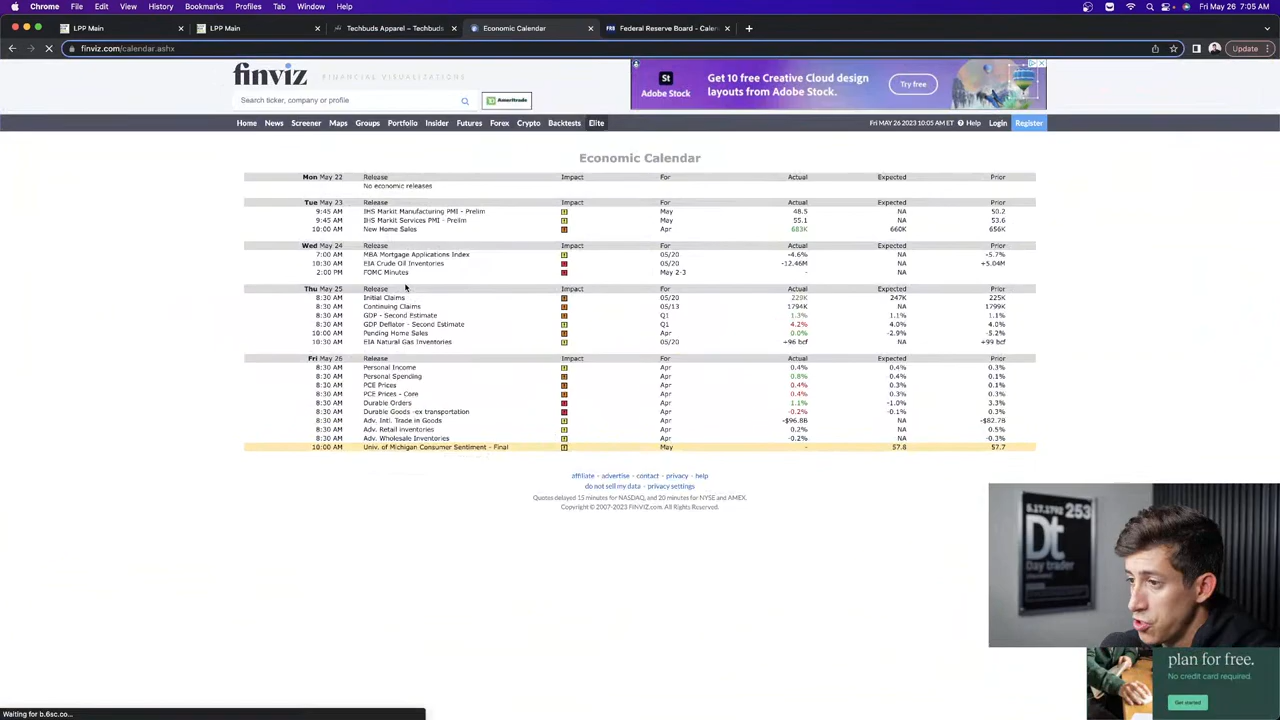 Chrome File Edit View History Bookmarks Profiles Tab Window Help Fri May 26 7:05 AM
LPP Main LPP Main Techbuds Apparel – Techbuds Economic Calendar Federal Reserve Board - Calen
finviz.com/calendar.ashx Update
finviz FINANCIAL VISUALIZATIONS
Search ticker, company or profile Ameritrade
St Adobe Stock Get 10 free Creative Cloud design layouts from Adobe Stock. Try free
Home News Screener Maps Groups Portfolio Insider Futures Forex Crypto Backtests Elite Fri MAY 26 2023 10:05 AM ET Help Login Register
Economic Calendar
Mon May 22 Release Impact For Actual Expected Prior
No economic releases
Tue May 23 Release Impact For Actual Expected Prior
9:45 AM IHS Markit Manufacturing PMI - Prelim May 48.5 NA 50.2
9:45 AM IHS Markit Services PMI - Prelim May 55.1 NA 53.6
10:00 AM New Home Sales Apr 683K 660K 656K
Wed May 24 Release Impact For Actual Expected Prior
7:00 AM MBA Mortgage Applications Index 05/20 -4.6% NA -5.7%
10:30 AM EIA Crude Oil Inventories 05/20 -12.46M NA +5.04M
2:00 PM FOMC Minutes May 2-3 - -
Thu May 25 Release Impact For Actual Expected Prior
8:30 AM Initial Claims 05/20 229K 247K 225K
8:30 AM Continuing Claims 05/13 1794K NA 1799K
8:30 AM GDP - Second Estimate Q1 1.3% 1.1% 1.1%
8:30 AM GDP Deflator - Second Estimate Q1 4.2% 4.0% 4.0%
10:00 AM Pending Home Sales Apr 0.0% -2.9% -5.2%
10:30 AM EIA Natural Gas Inventories 05/20 +96 bcf NA +99 bcf
Fri May 26 Release Impact For Actual Expected Prior
8:30 AM Personal Income Apr 0.4% 0.4% 0.3%
8:30 AM Personal Spending Apr 0.8% 0.4% 0.1%
8:30 AM PCE Prices Apr 0.4% 0.3% 0.1%
8:30 AM PCE Prices - Core Apr 0.4% 0.3% 0.3%
8:30 AM Durable Orders Apr 1.1% -1.0% 3.3%
8:30 AM Durable Goods -ex transportation Apr -0.2% -0.1% 0.3%
8:30 AM Adv. Intl. Trade in Goods Apr -$96.8B NA -$82.7B
8:30 AM Adv. Retail Inventories Apr 0.2% NA 0.5%
8:30 AM Adv. Wholesale Inventories Apr -0.2% NA -0.3%
10:00 AM Univ. of Michigan Consumer Sentiment - Final May - 57.8 57.7
affiliate - advertise - contact - privacy - help
do not sell my data - privacy settings
Quotes delayed 15 minutes for NASDAQ, and 20 minutes for NYSE and AMEX.
Copyright © 2007-2023 FINVIZ.com. All Rights Reserved.
5.17.1792 253
Dt
Day trader
plan for free.
No credit card required.
Get started
Waiting for b.6sc.co...